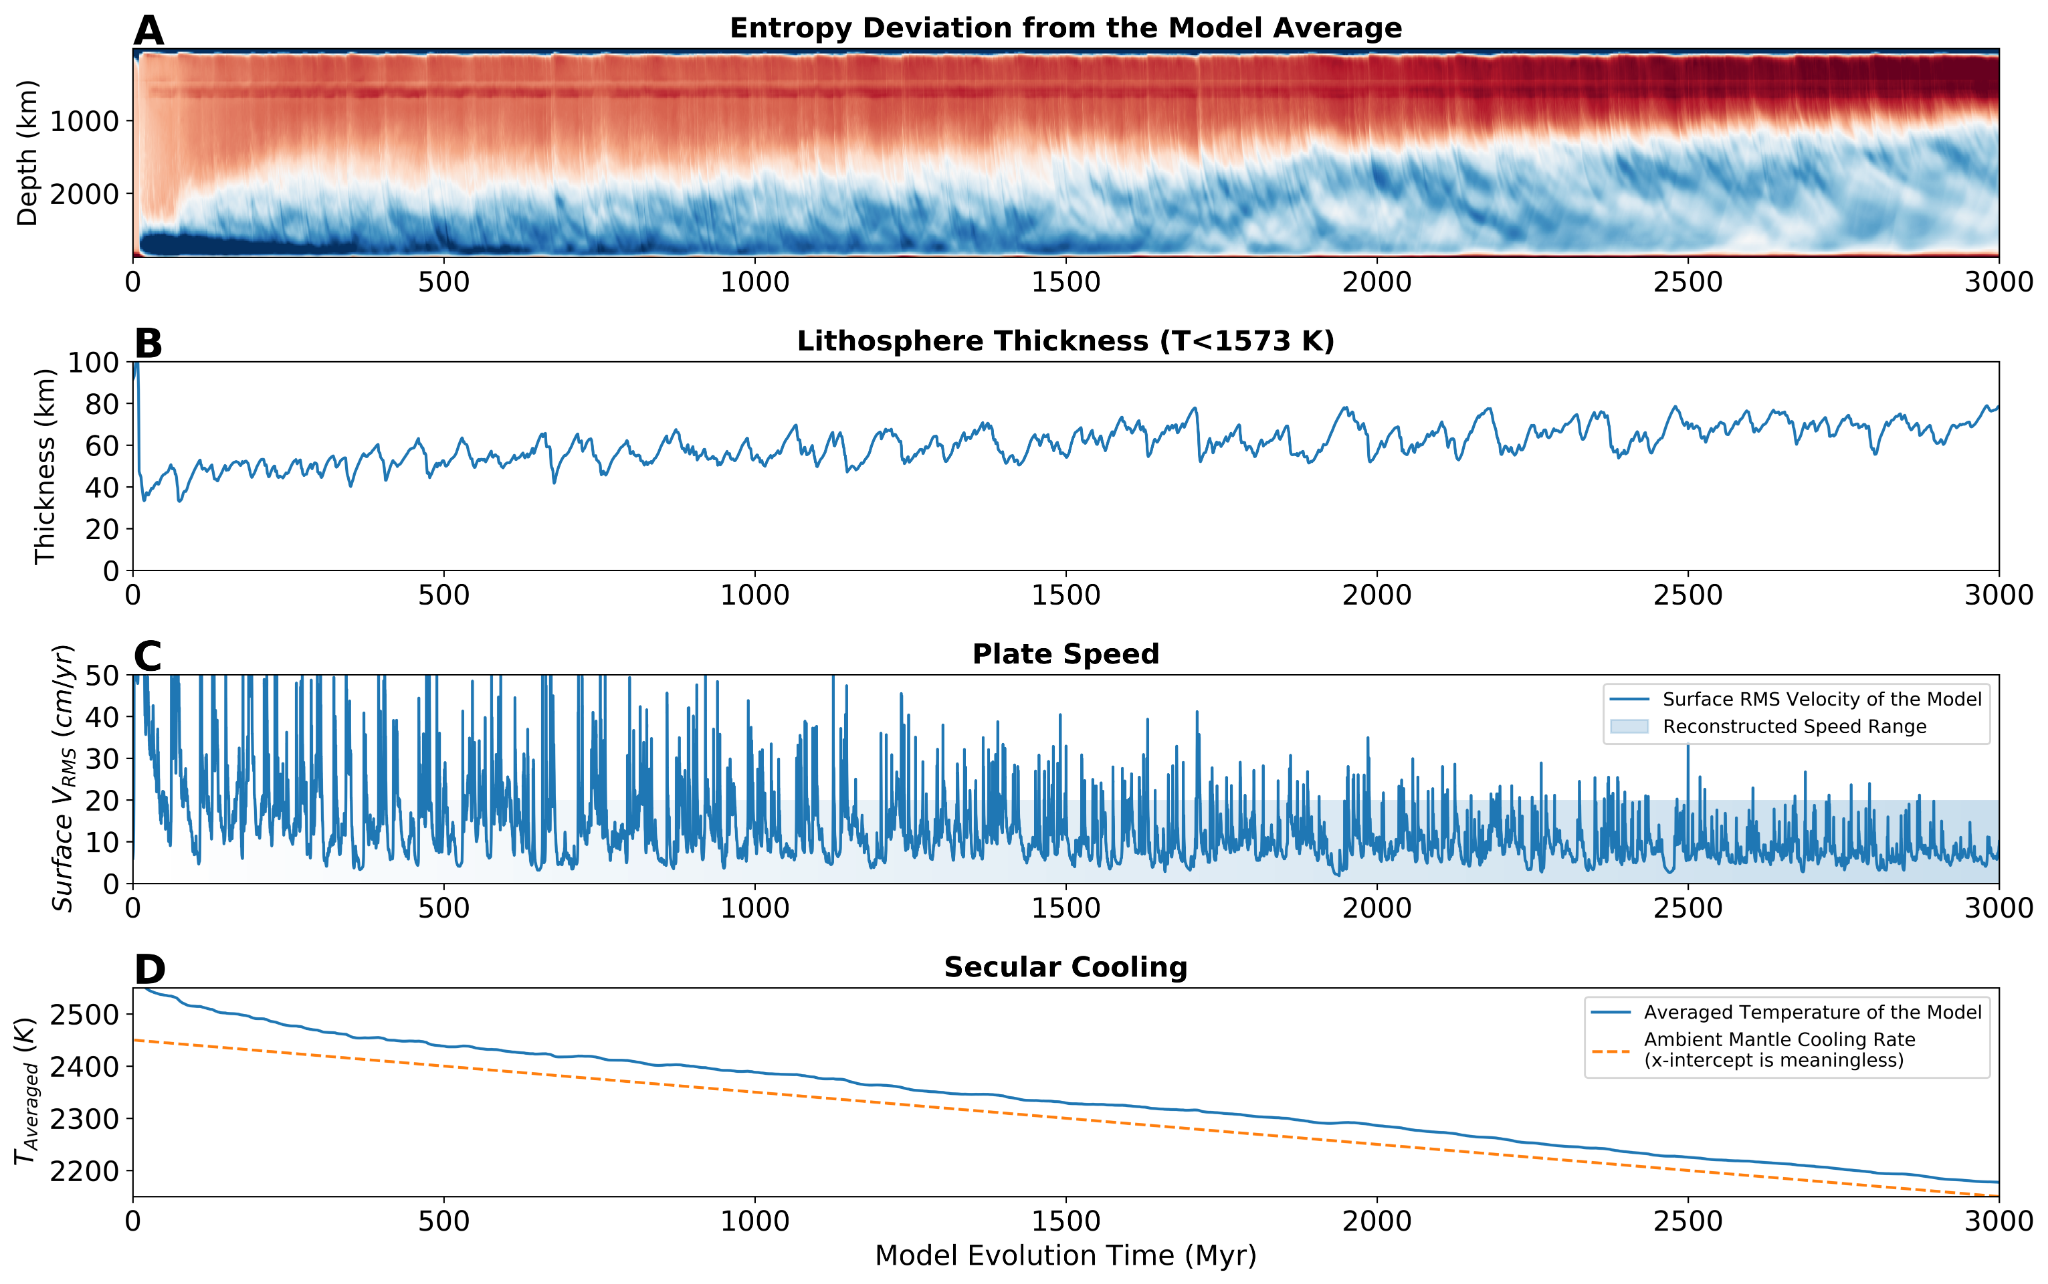 A
Entropy Deviation from the Model Average
Depth (km)
1000
2000
0 500 1000 1500 2000 2500 3000
B
Lithosphere Thickness (T<1573 K)
Thickness (km)
100
80
60
40
20
0
0 500 1000 1500 2000 2500 3000
C
Plate Speed
Surface V_RMS (cm/yr)
50
40
30
20
10
0
Surface RMS Velocity of the Model
Reconstructed Speed Range
0 500 1000 1500 2000 2500 3000
D
Secular Cooling
T_Averaged (K)
2500
2400
2300
2200
Averaged Temperature of the Model
Ambient Mantle Cooling Rate
(x-intercept is meaningless)
0 500 1000 1500 2000 2500 3000
Model Evolution Time (Myr)